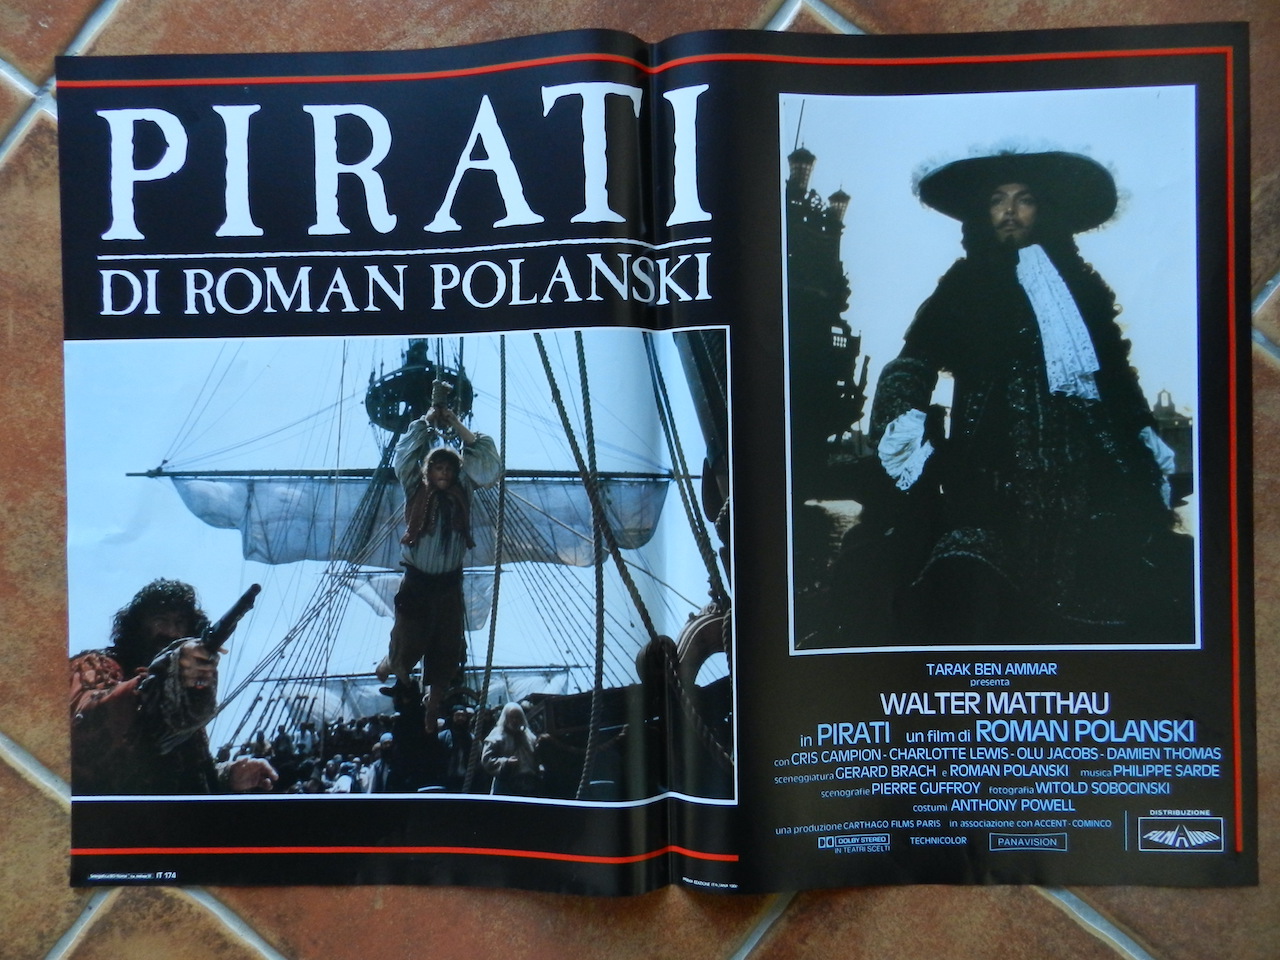 PIRATI
DI ROMAN POLANSKI
TARAK BEN AMMAR
presenta
WALTER MATTHAU
in PIRATI un film di ROMAN POLANSKI
con CRIS CAMPION - CHARLOTTE LEWIS - OLU JACOBS - DAMIEN THOMAS
sceneggiatura GERARD BRACH e ROMAN POLANSKI musica PHILIPPE SARDE
scenografie PIERRE GUFFROY fotografia WITOLD SOBOCINSKI
costumi ANTHONY POWELL
una produzione CARTHAGO FILMS PARIS in associazione con ACCENT - COMINCO
DOLBY STEREO
IN TEATRI SCELTI
TECHNICOLOR
PANAVISION
DISTRIBUZIONE
FILMAURO
IT 174
EDIZIONE ITALIANA